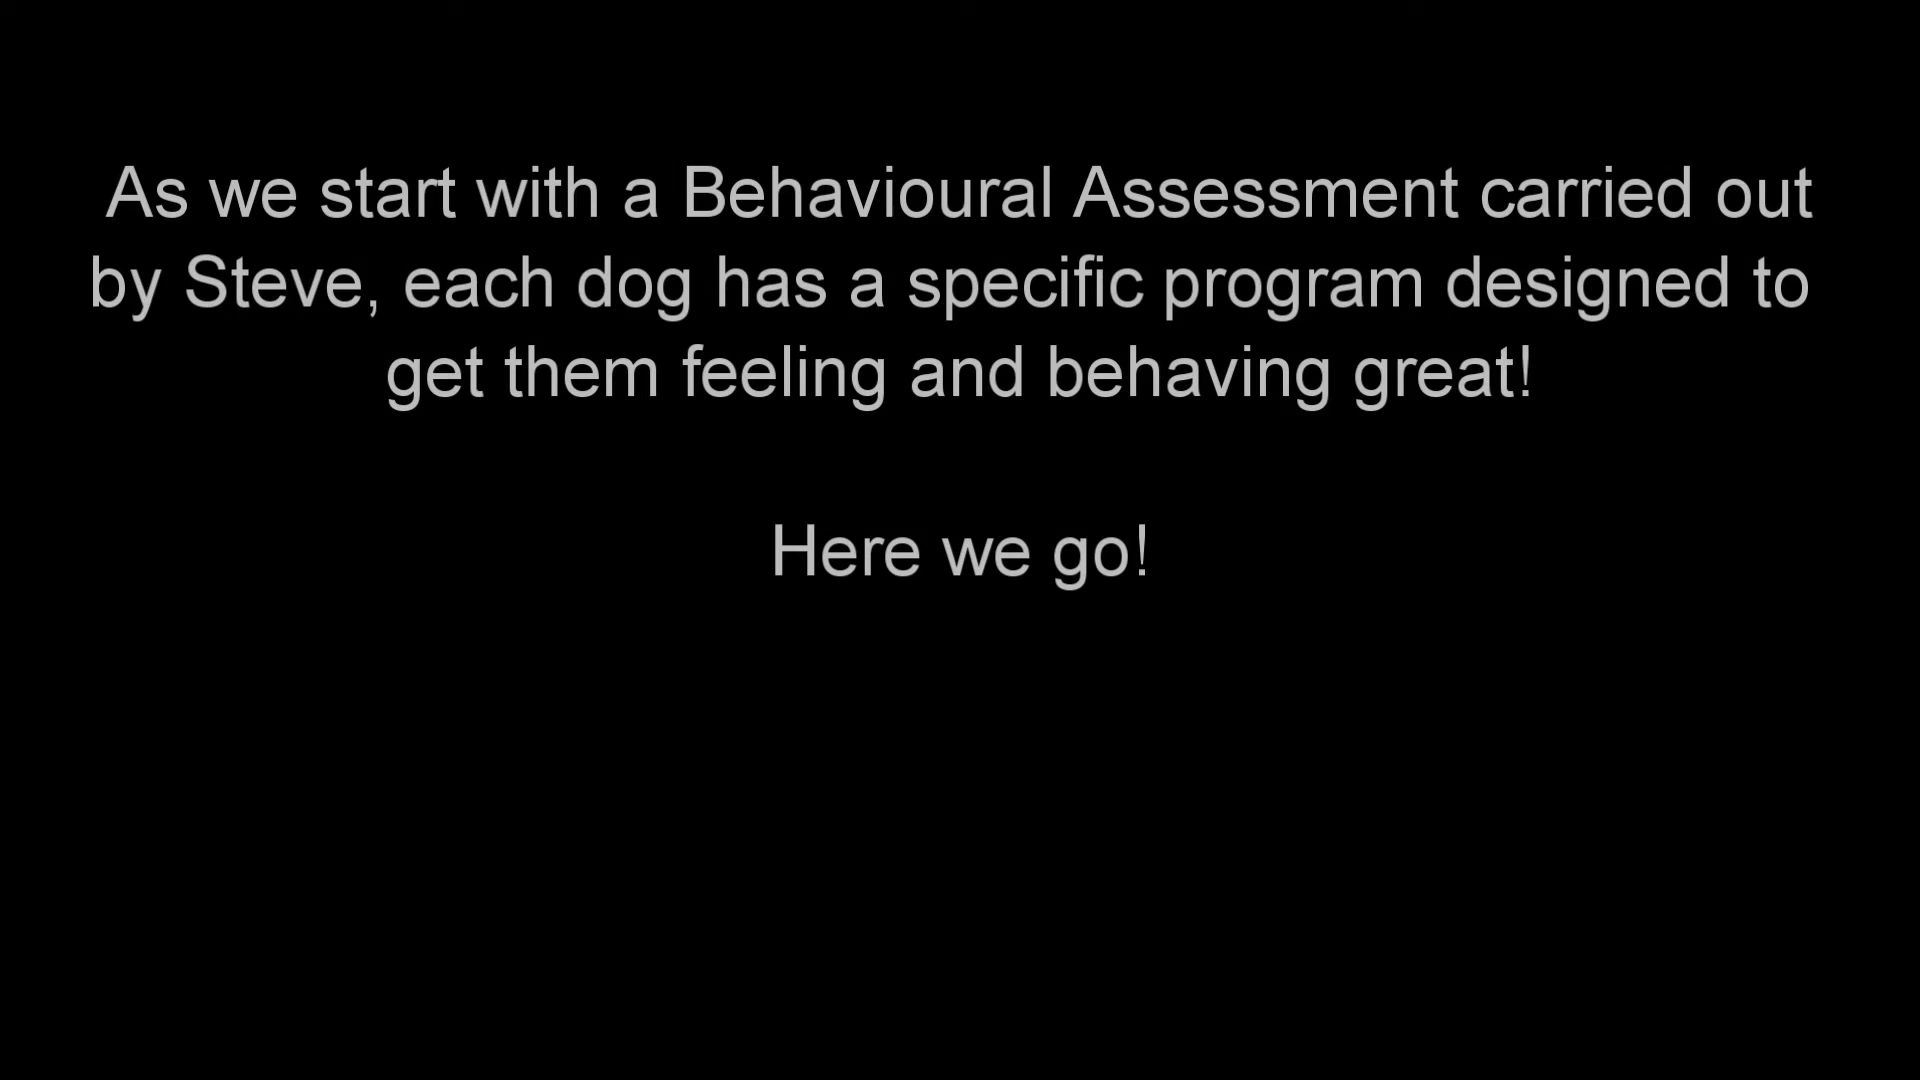 As we start with a Behavioural Assessment carried out
by Steve, each dog has a specific program designed to
get them feeling and behaving great!
Here we go!